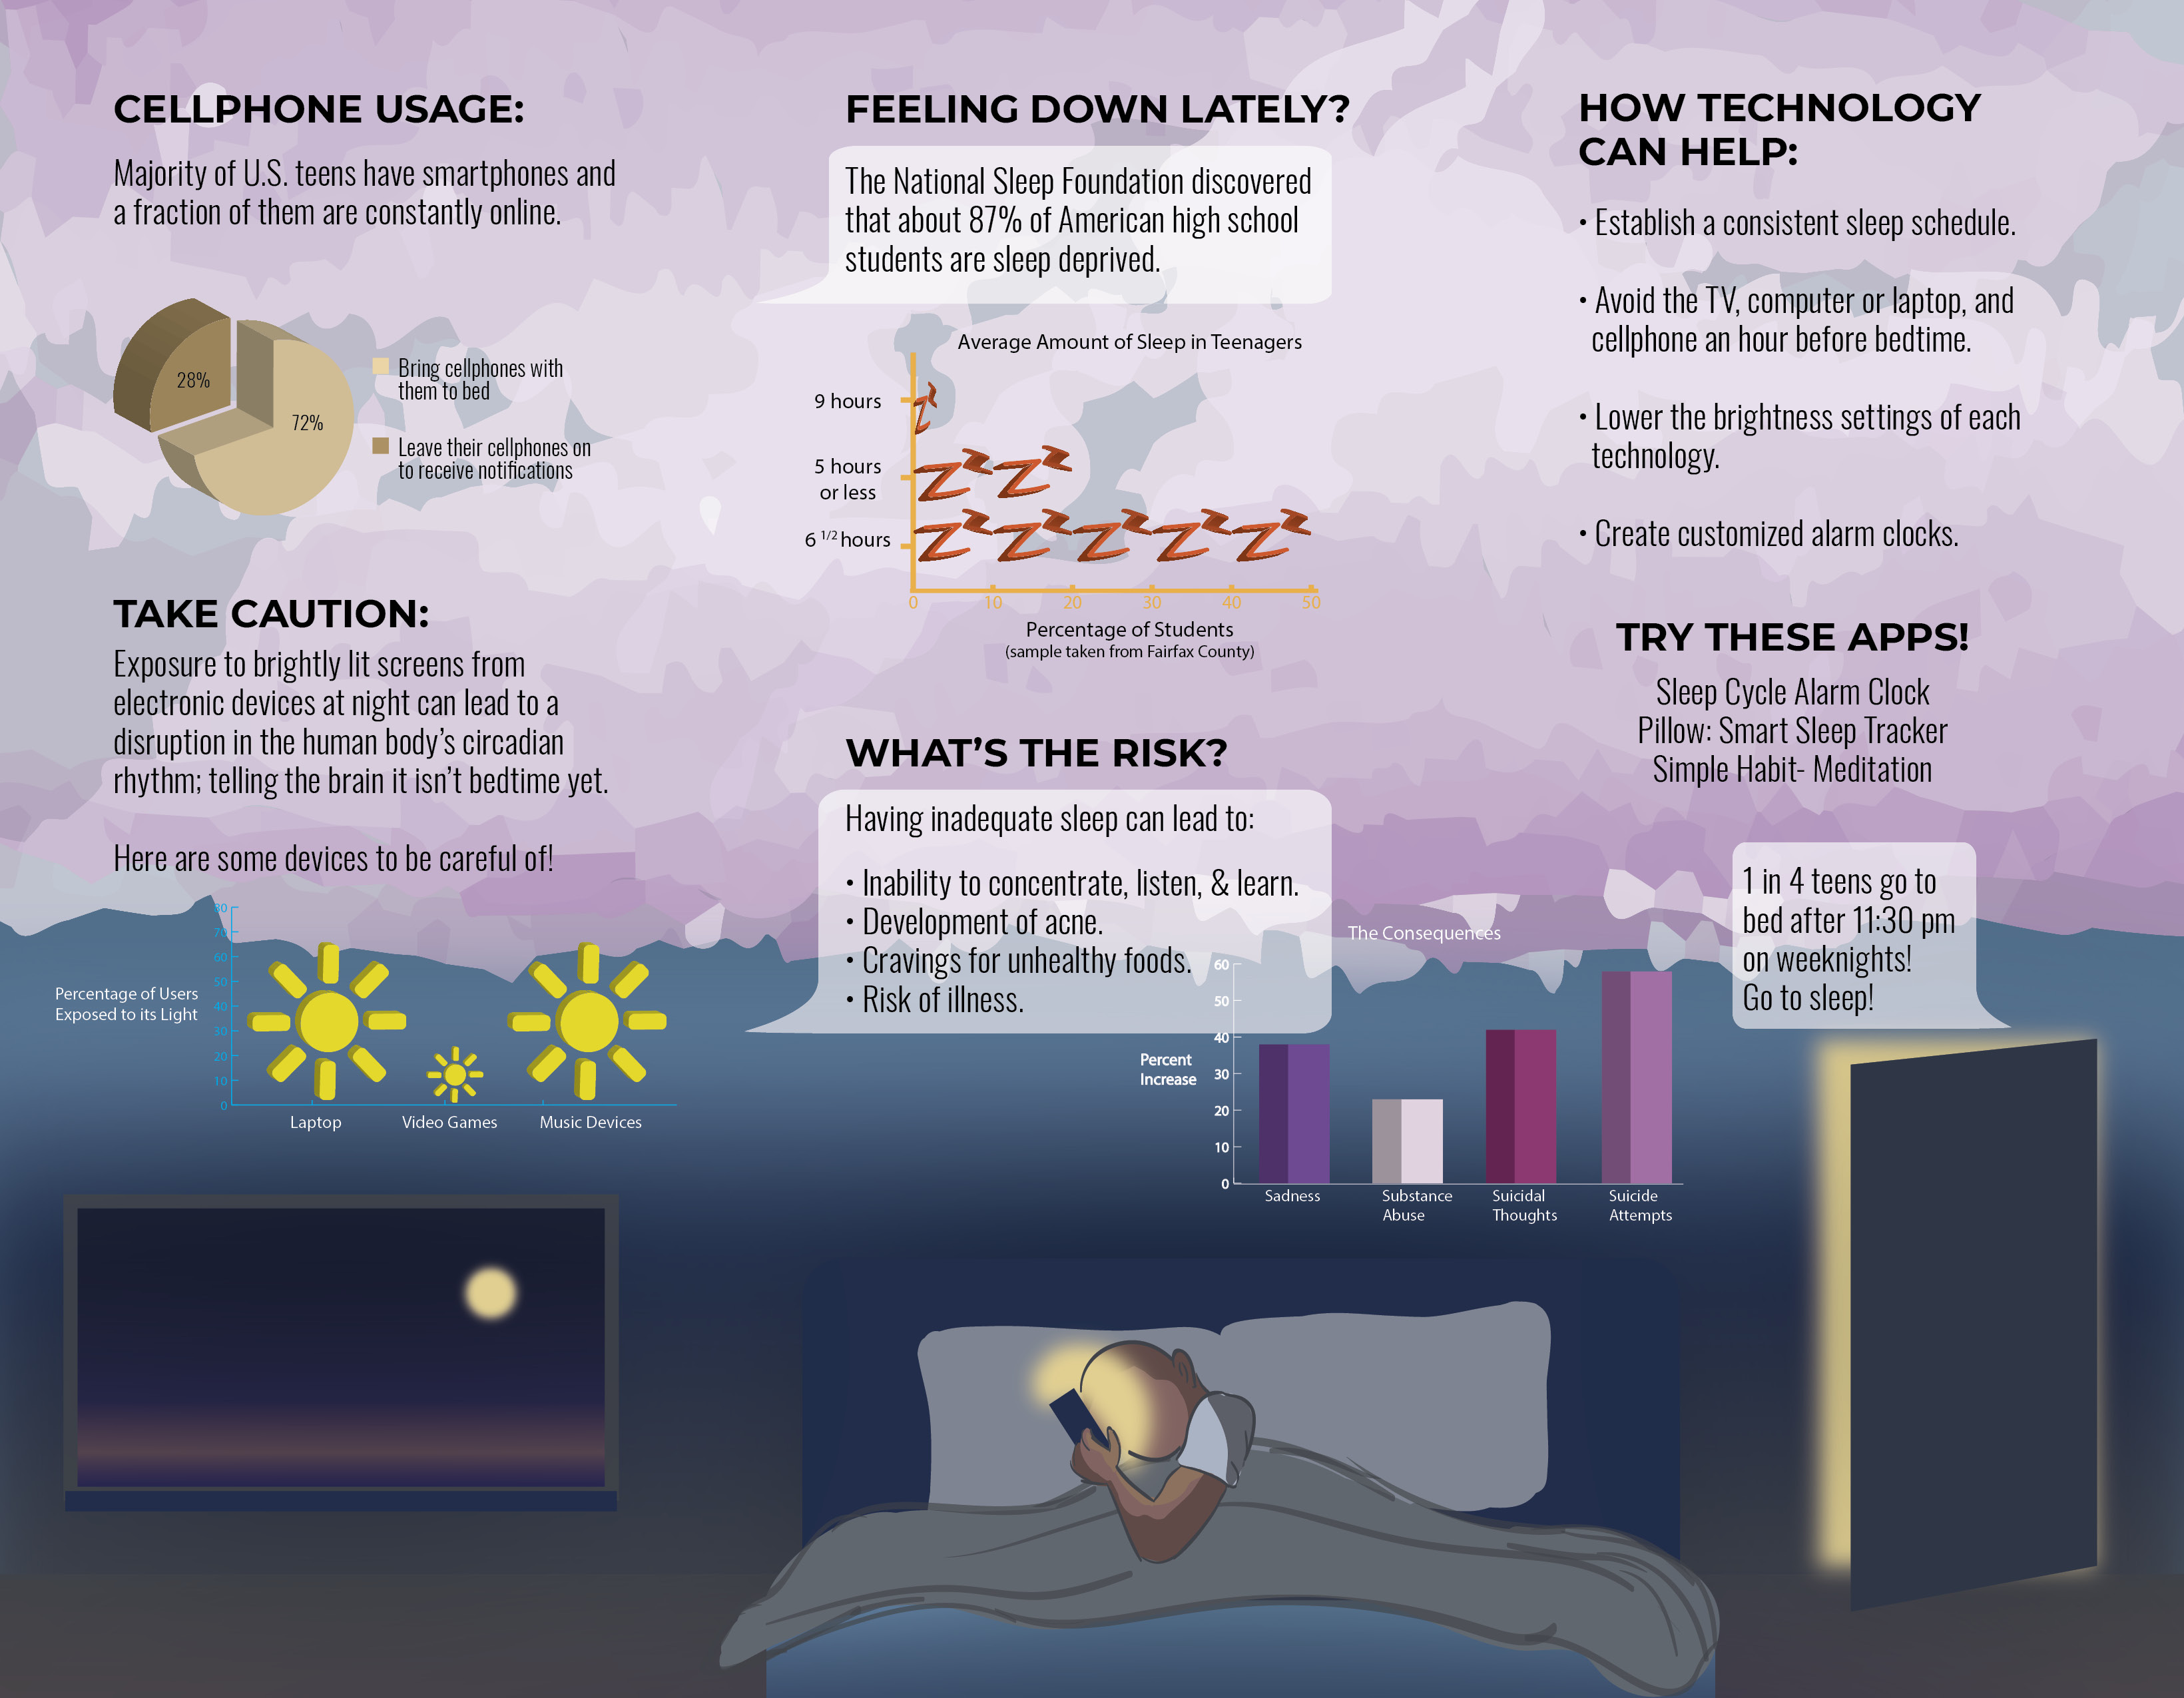 CELLPHONE USAGE:
Majority of U.S. teens have smartphones and
a fraction of them are constantly online.
28%
72%
Bring cellphones with
them to bed
Leave their cellphones on
to receive notifications
TAKE CAUTION:
Exposure to brightly lit screens from
electronic devices at night can lead to a
disruption in the human body's circadian
rhythm; telling the brain it isn't bedtime yet.
Here are some devices to be careful of!
80
70
60
50
40
30
20
10
0
Percentage of Users
Exposed to its Light
Laptop
Video Games
Music Devices
FEELING DOWN LATELY?
The National Sleep Foundation discovered
that about 87% of American high school
students are sleep deprived.
Average Amount of Sleep in Teenagers
9 hours
5 hours
or less
6 1/2 hours
0 10 20 30 40 50
Percentage of Students
(sample taken from Fairfax County)
WHAT'S THE RISK?
Having inadequate sleep can lead to:
• Inability to concentrate, listen, & learn.
• Development of acne.
• Cravings for unhealthy foods.
• Risk of illness.
The Consequences
60
50
40
30
20
10
0
Percent
Increase
Sadness
Substance
Abuse
Suicidal
Thoughts
Suicide
Attempts
HOW TECHNOLOGY
CAN HELP:
• Establish a consistent sleep schedule.
• Avoid the TV, computer or laptop, and
cellphone an hour before bedtime.
• Lower the brightness settings of each
technology.
• Create customized alarm clocks.
TRY THESE APPS!
Sleep Cycle Alarm Clock
Pillow: Smart Sleep Tracker
Simple Habit- Meditation
1 in 4 teens go to
bed after 11:30 pm
on weeknights!
Go to sleep!